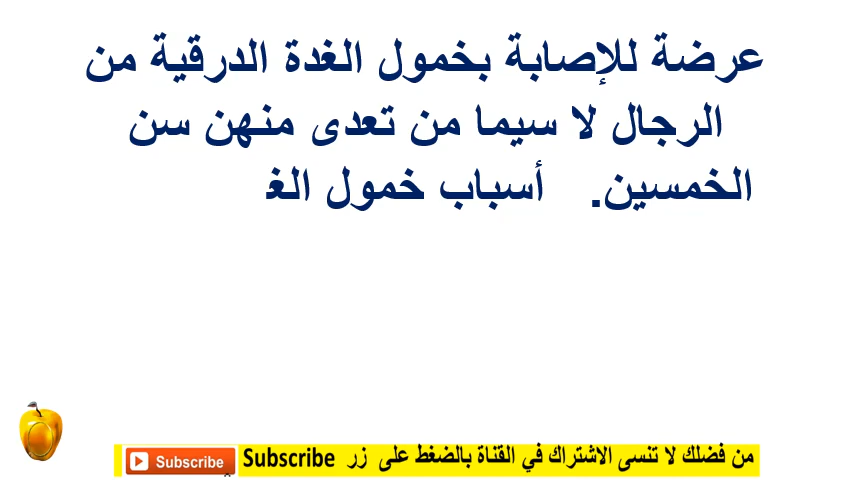 عرضة للإصابة بخمول الغدة الدرقية من
الرجال لا سيما من تعدى منهن سن
الخمسين. أسباب خمول الغ
من فضلك لا تنسى الاشتراك في القناة بالضغط على زر Subscribe Subscribe